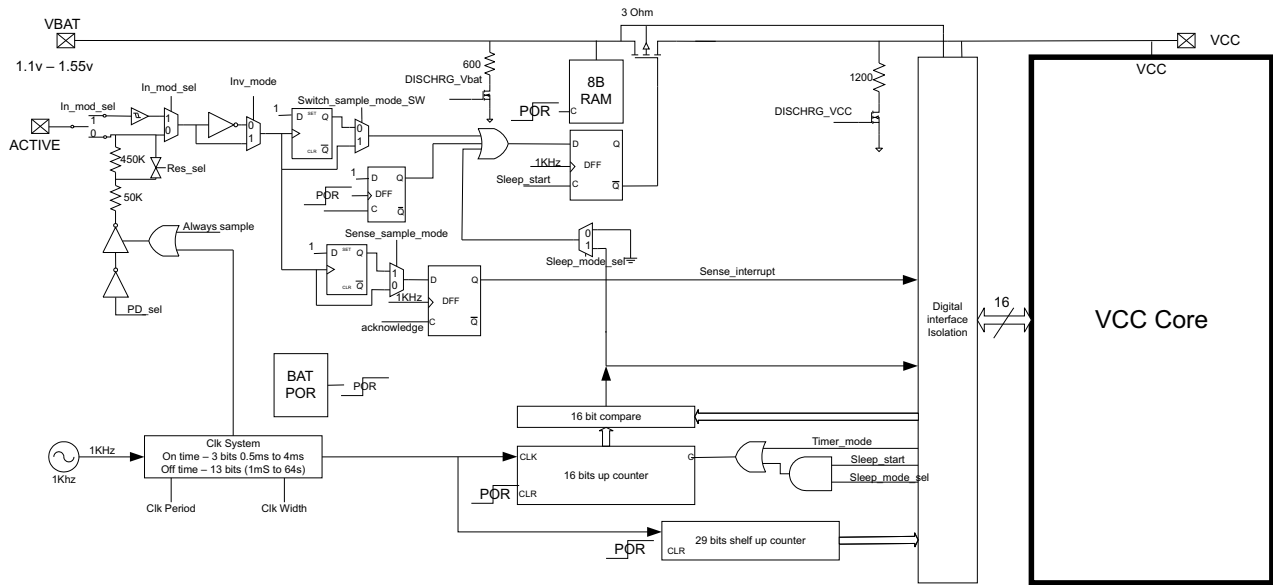 3 Ohm
VBAT
VCC
1.1v – 1.55v
VCC
600
DISCHRG_Vbat
8B
RAM
POR
C
1200
DISCHRG_VCC
In_mod_sel
Inv_mode
In_mod_sel
1
0
ACTIVE
1
0
0
1
Switch_sample_mode_SW
1
D
SET
Q
CLR
Q
0
1
450K
Res_sel
50K
1
D
Q
DFF
POR
C
Q
D
Q
1KHz
DFF
Sleep_start
C
Q
Always sample
PD_sel
Sense_sample_mode
1
D
SET
Q
CLR
Q
1
0
1KHz
D
Q
DFF
acknowledge
C
Q
0
1
Sleep_mode_sel
Sense_interrupt
Digital
interface
Isolation
16
VCC Core
BAT
POR
POR
16 bit compare
1KHz
1Khz
Clk System
On time – 3 bits 0.5ms to 4ms
Off time – 13 bits (1mS to 64s)
Clk Period
Clk Width
CLK
16 bits up counter
G
POR
CLR
Timer_mode
Sleep_start
Sleep_mode_sel
29 bits shelf up counter
POR
CLR